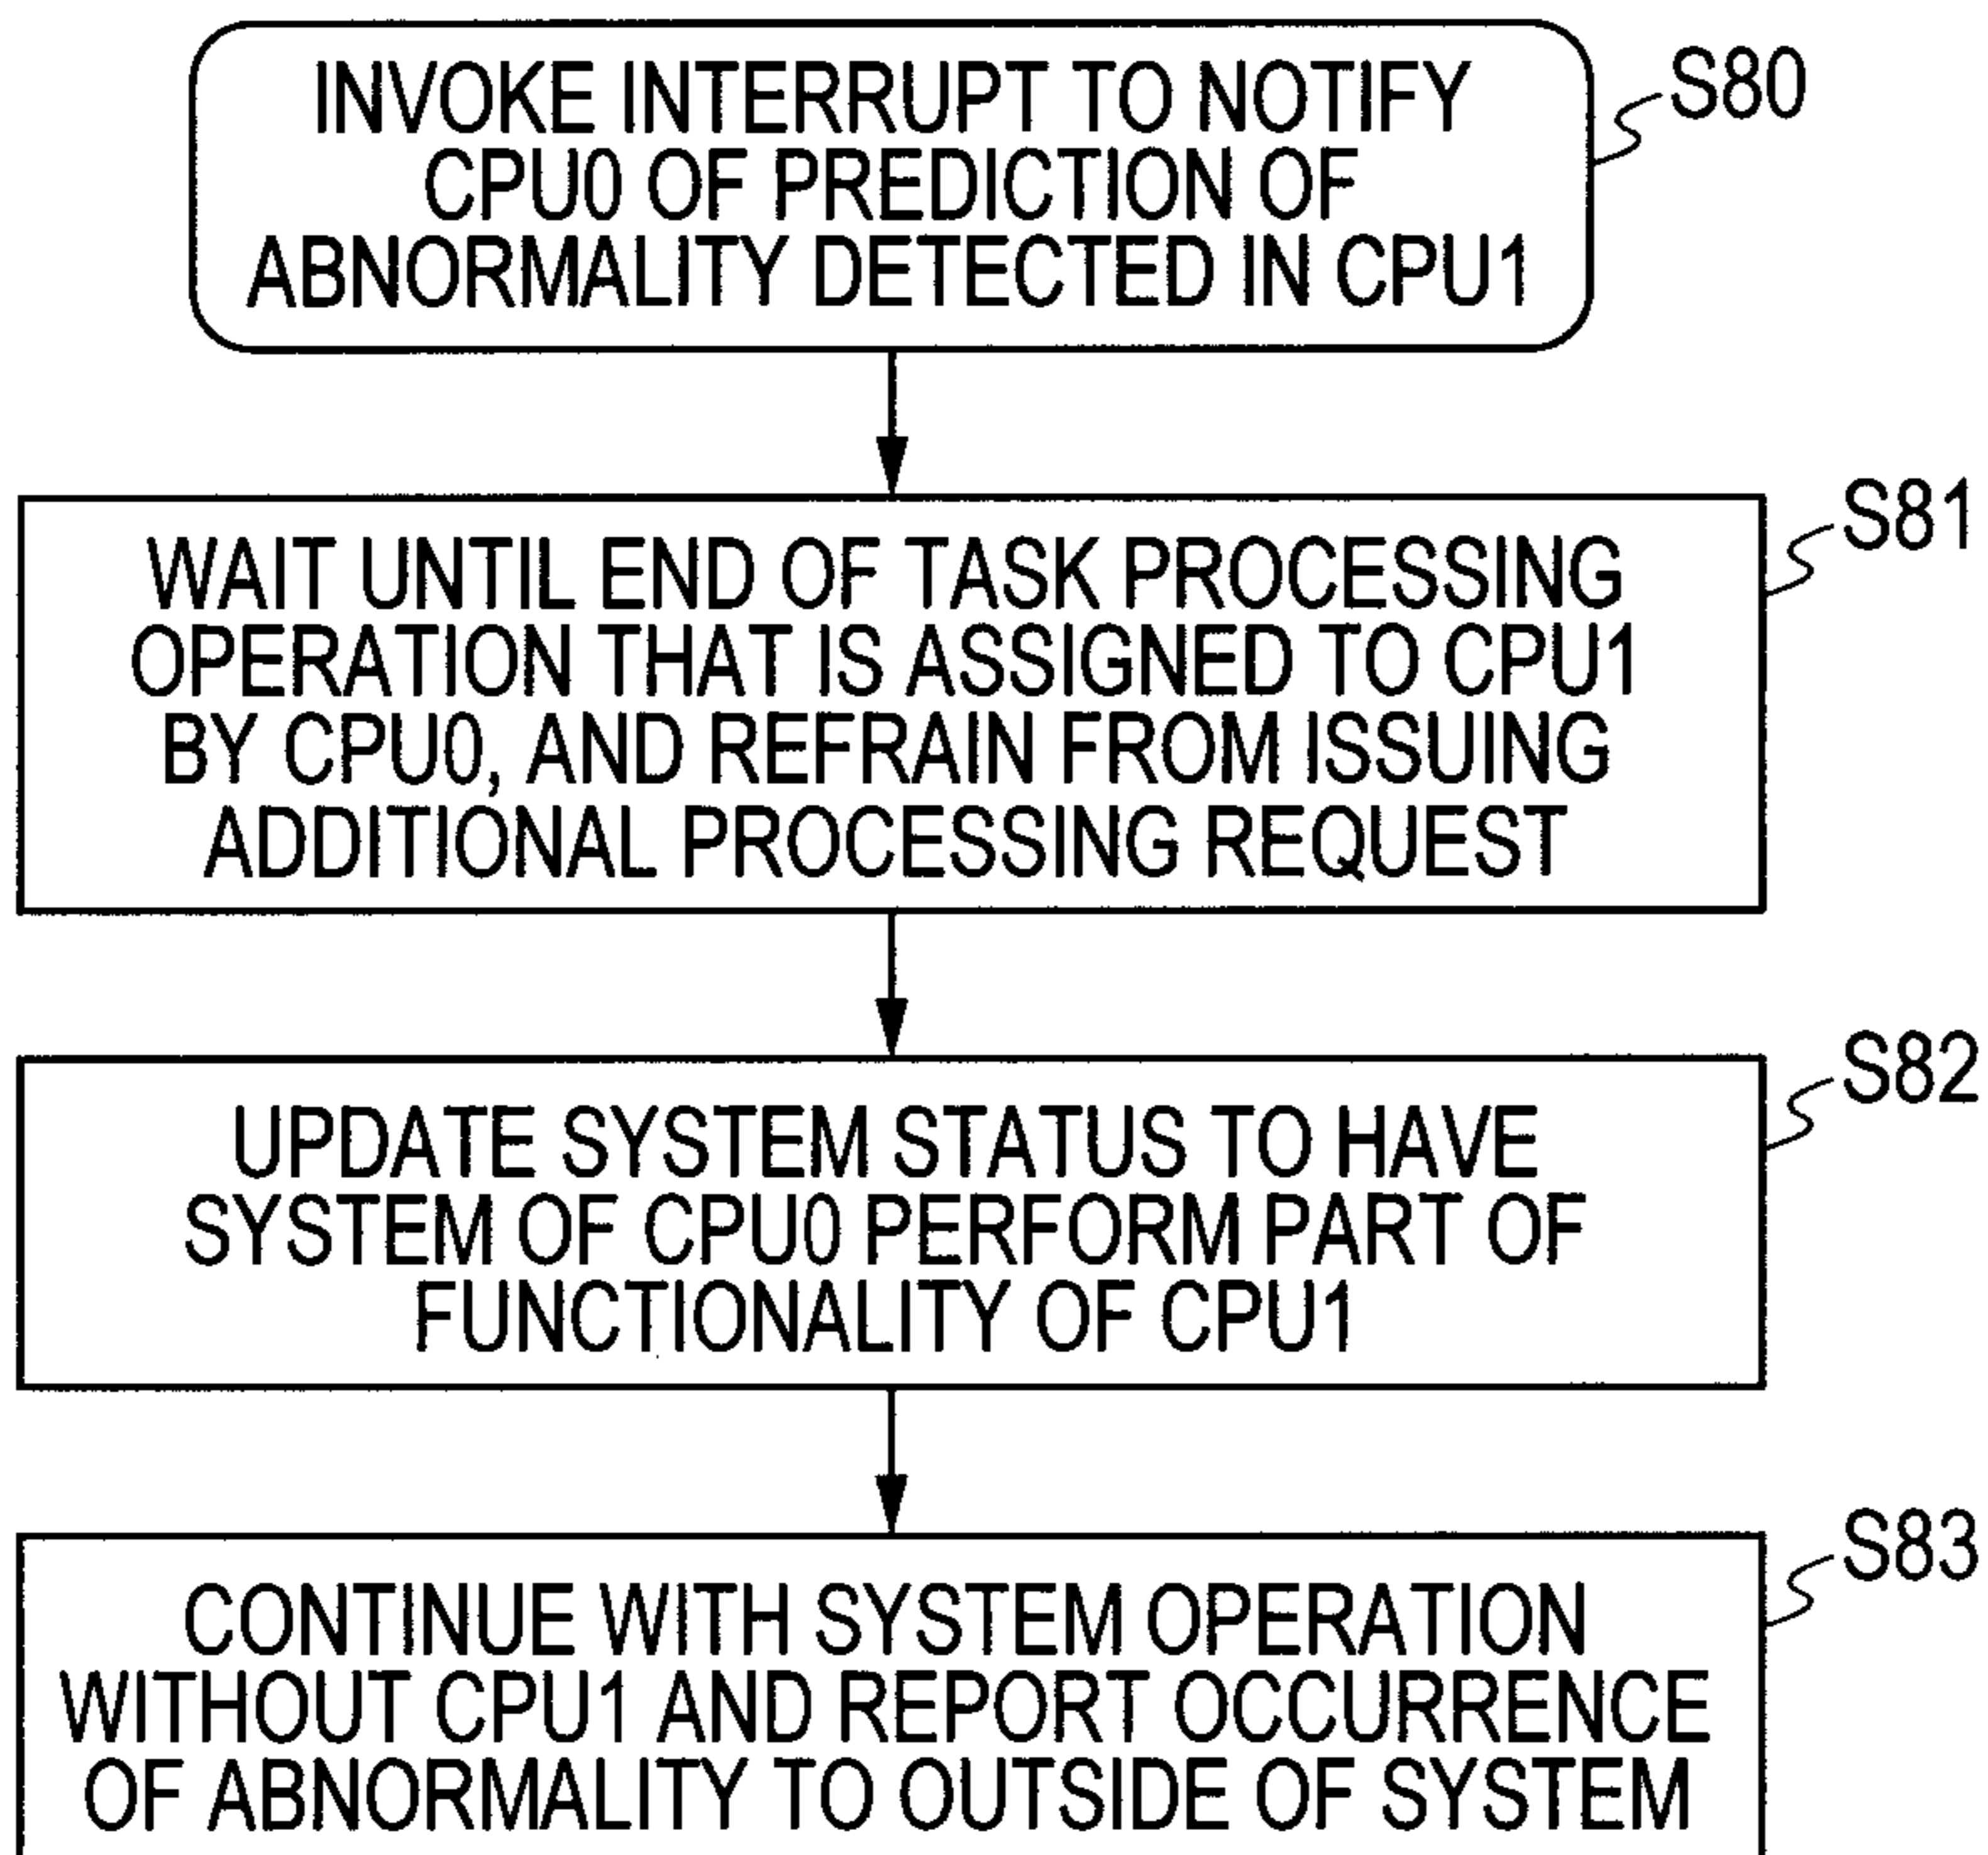 INVOKE INTERRUPT TO NOTIFY
CPU0 OF PREDICTION OF
ABNORMALITY DETECTED IN CPU1
S80
WAIT UNTIL END OF TASK PROCESSING
OPERATION THAT IS ASSIGNED TO CPU1
BY CPU0, AND REFRAIN FROM ISSUING
ADDITIONAL PROCESSING REQUEST
S81
UPDATE SYSTEM STATUS TO HAVE
SYSTEM OF CPU0 PERFORM PART OF
FUNCTIONALITY OF CPU1
S82
CONTINUE WITH SYSTEM OPERATION
WITHOUT CPU1 AND REPORT OCCURRENCE
OF ABNORMALITY TO OUTSIDE OF SYSTEM
S83